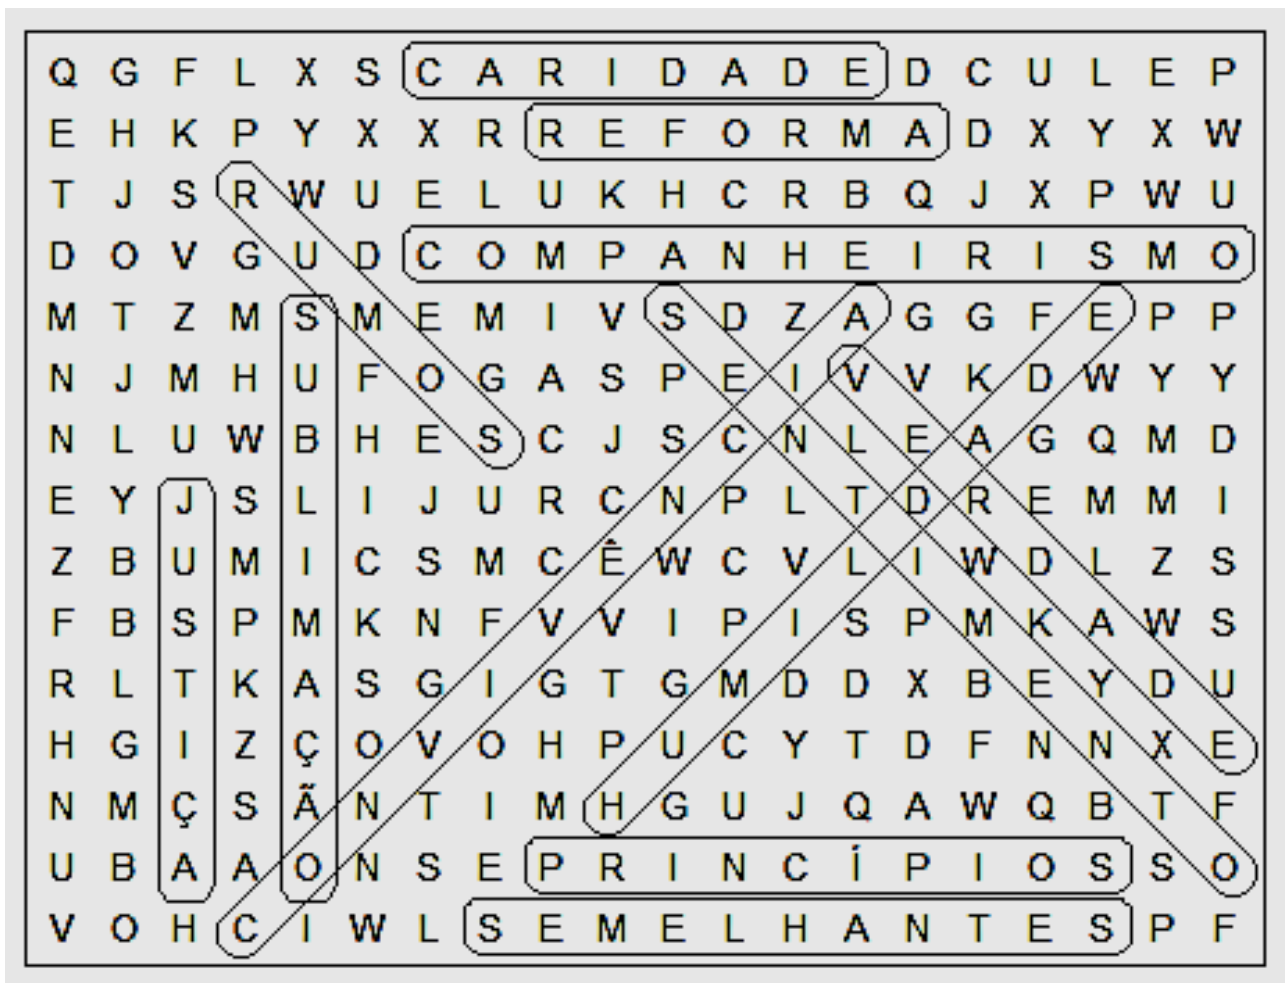 Q G F L X S C A R I D A D E D C U L E P
E H K P Y X X R R E F O R M A D X Y X W
T J S R W U E L U K H C R B Q J X P W U
D O V G U D C O M P A N H E I R I S M O
M T Z M S M E M I V S D Z A G G F E P P
N J M H U F O G A S P E I V V K D W Y Y
N L U W B H E S C J S C N L E A G Q M D
E Y J S L I J U R C N P L T D R E M M I
Z B U M I C S M C Ê W C V L I W D L Z S
F B S P M K N F V V I P I S P M K A W S
R L T K A S G I G T G M D D X B E Y D U
H G I Z Ç O V O H P U C Y T D F N N X E
N M Ç S Ã N T I M H G U J Q A W Q B T F
U B A A O N S E P R I N C Í P I O S S O
V O H C I W L S E M E L H A N T E S P F